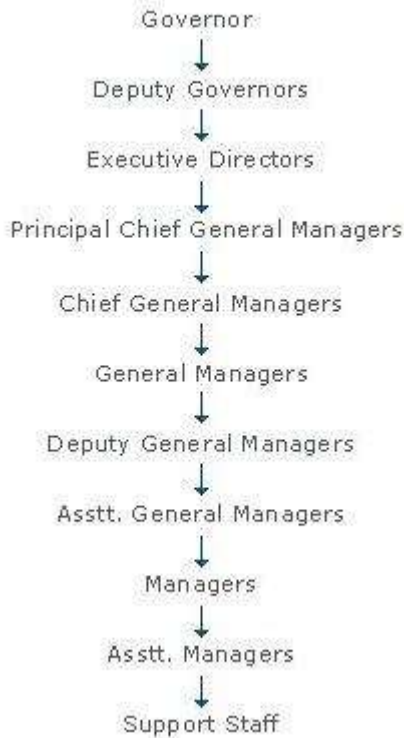 Governor
Deputy Governors
Executive Directors
Principal Chief General Managers
Chief General Managers
General Managers
Deputy General Managers
Asstt. General Managers
Managers
Asstt. Managers
Support Staff